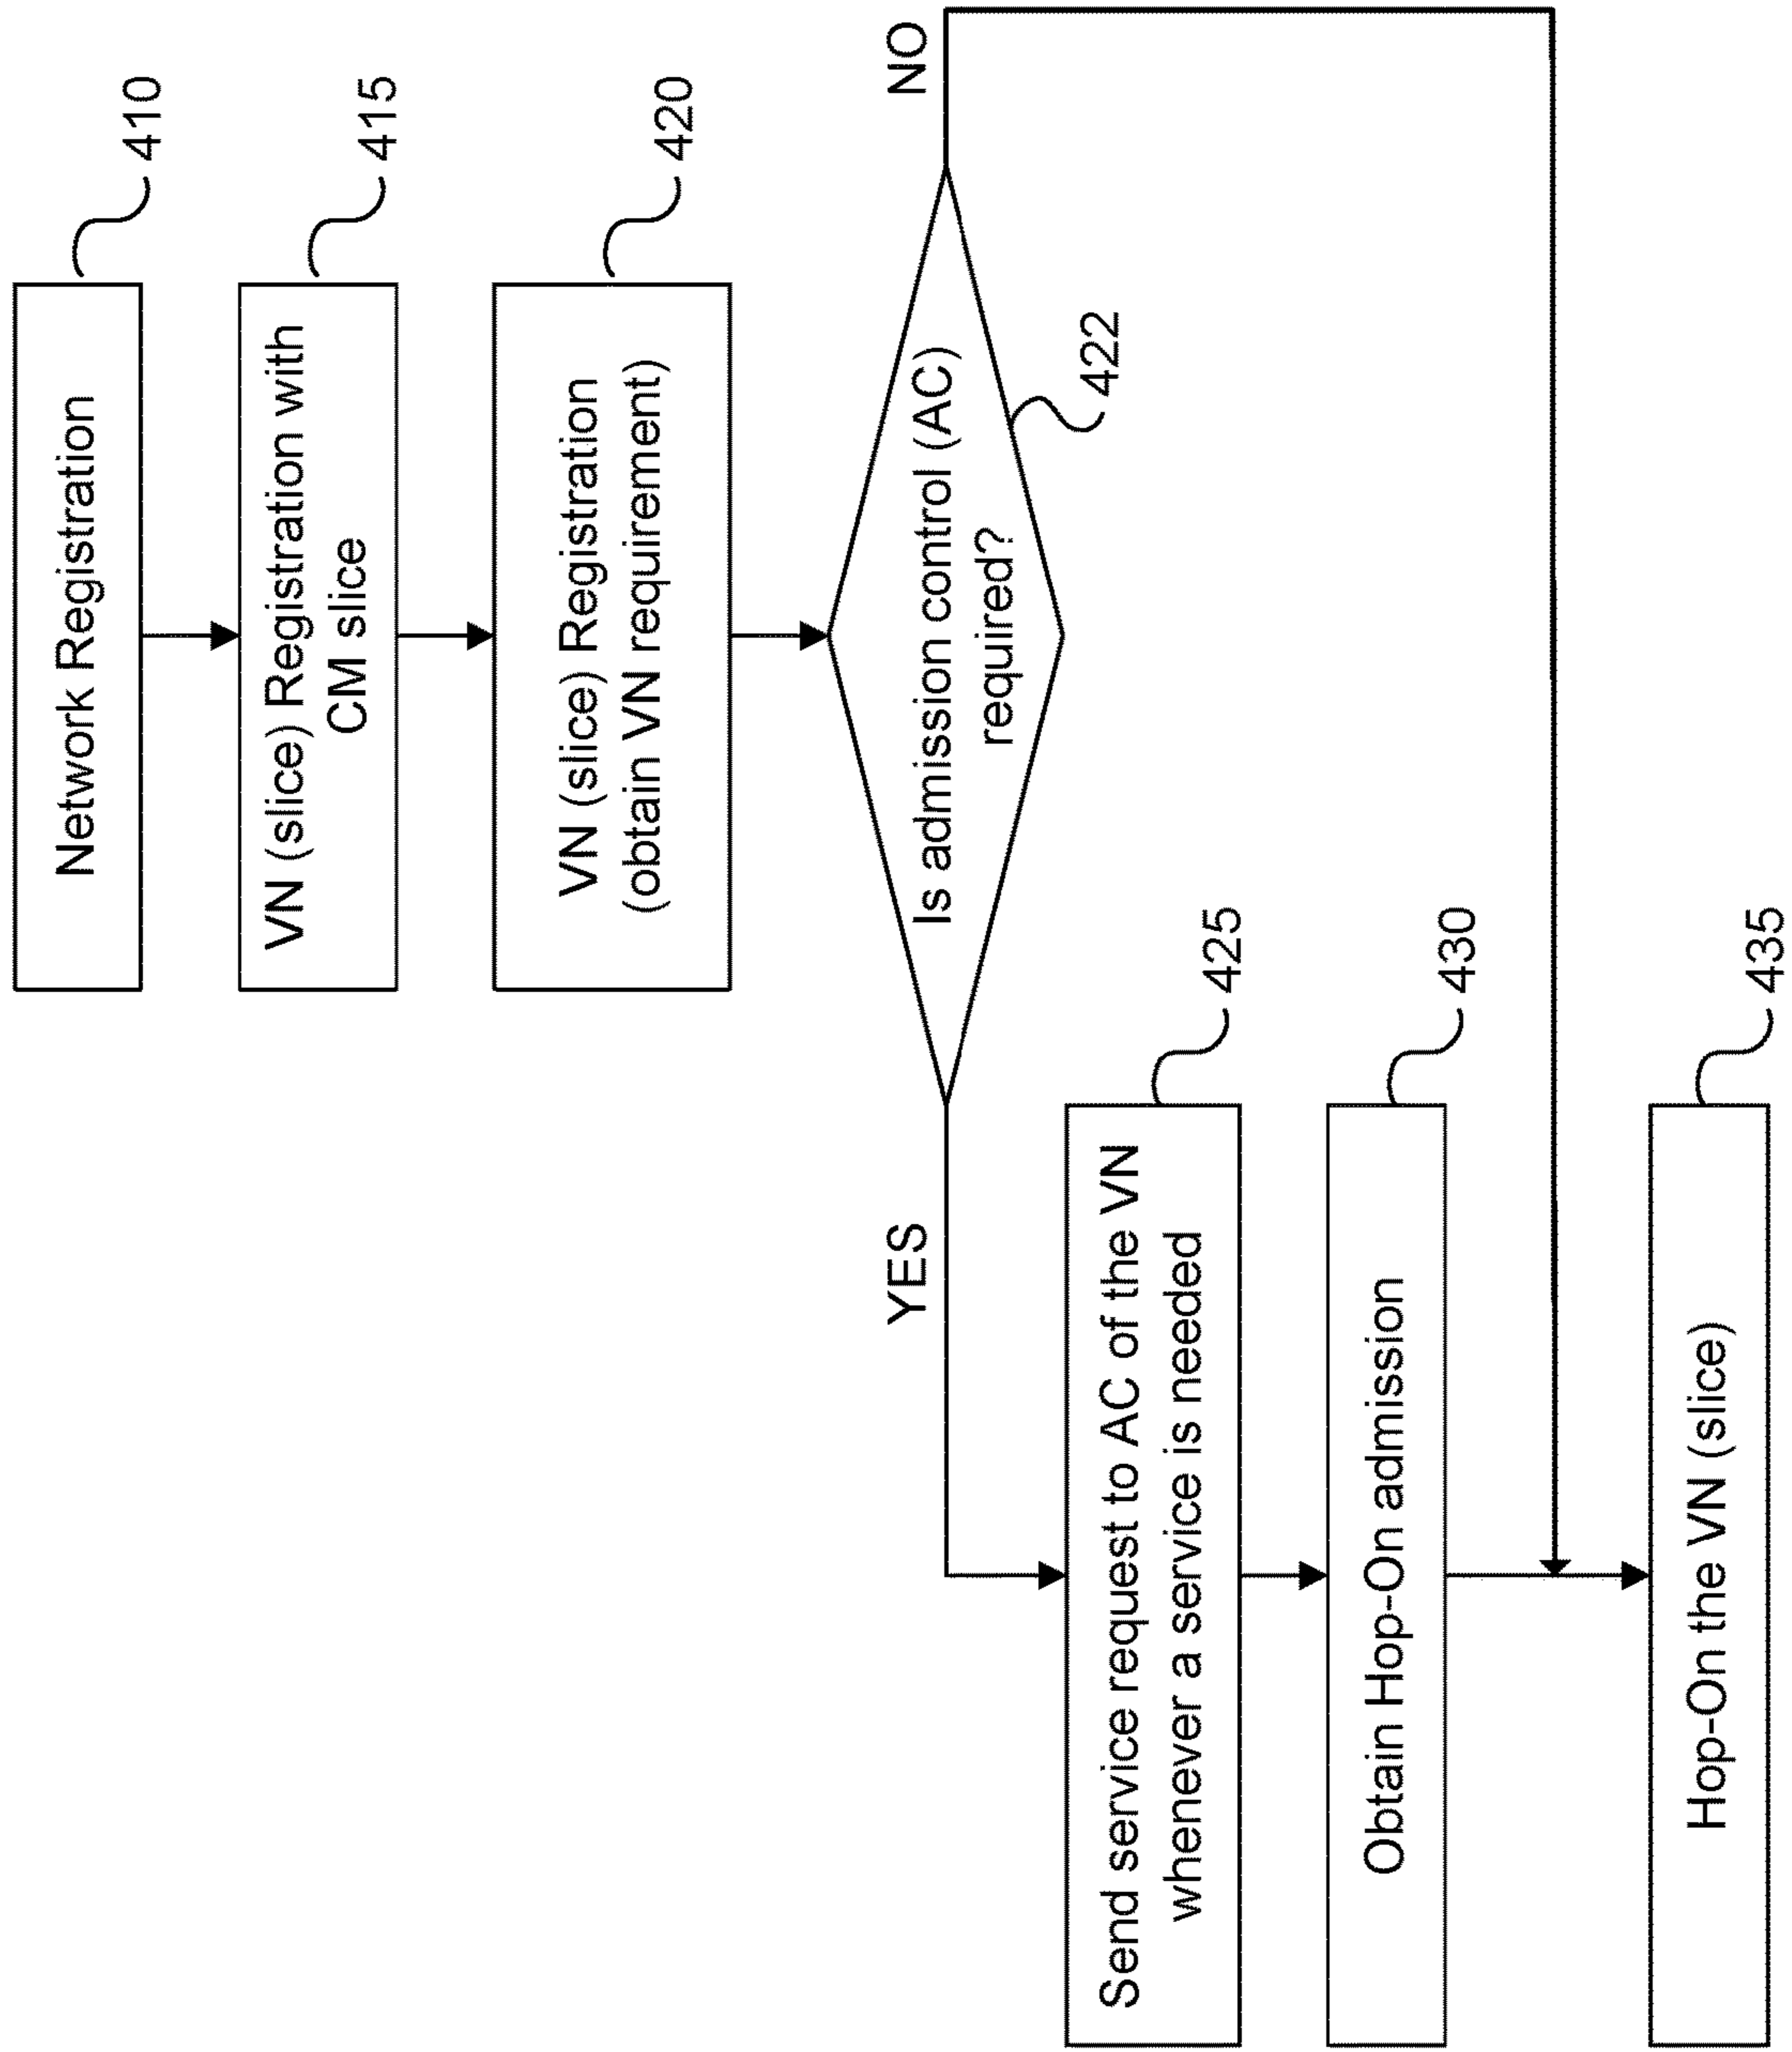 Network Registration
410
VN (slice) Registration with
CM slice
415
VN (slice) Registration
(obtain VN requirement)
420
Is admission control (AC)
required?
422
YES
NO
Send service request to AC of the VN
whenever a service is needed
425
Obtain Hop-On admission
430
Hop-On the VN (slice)
435